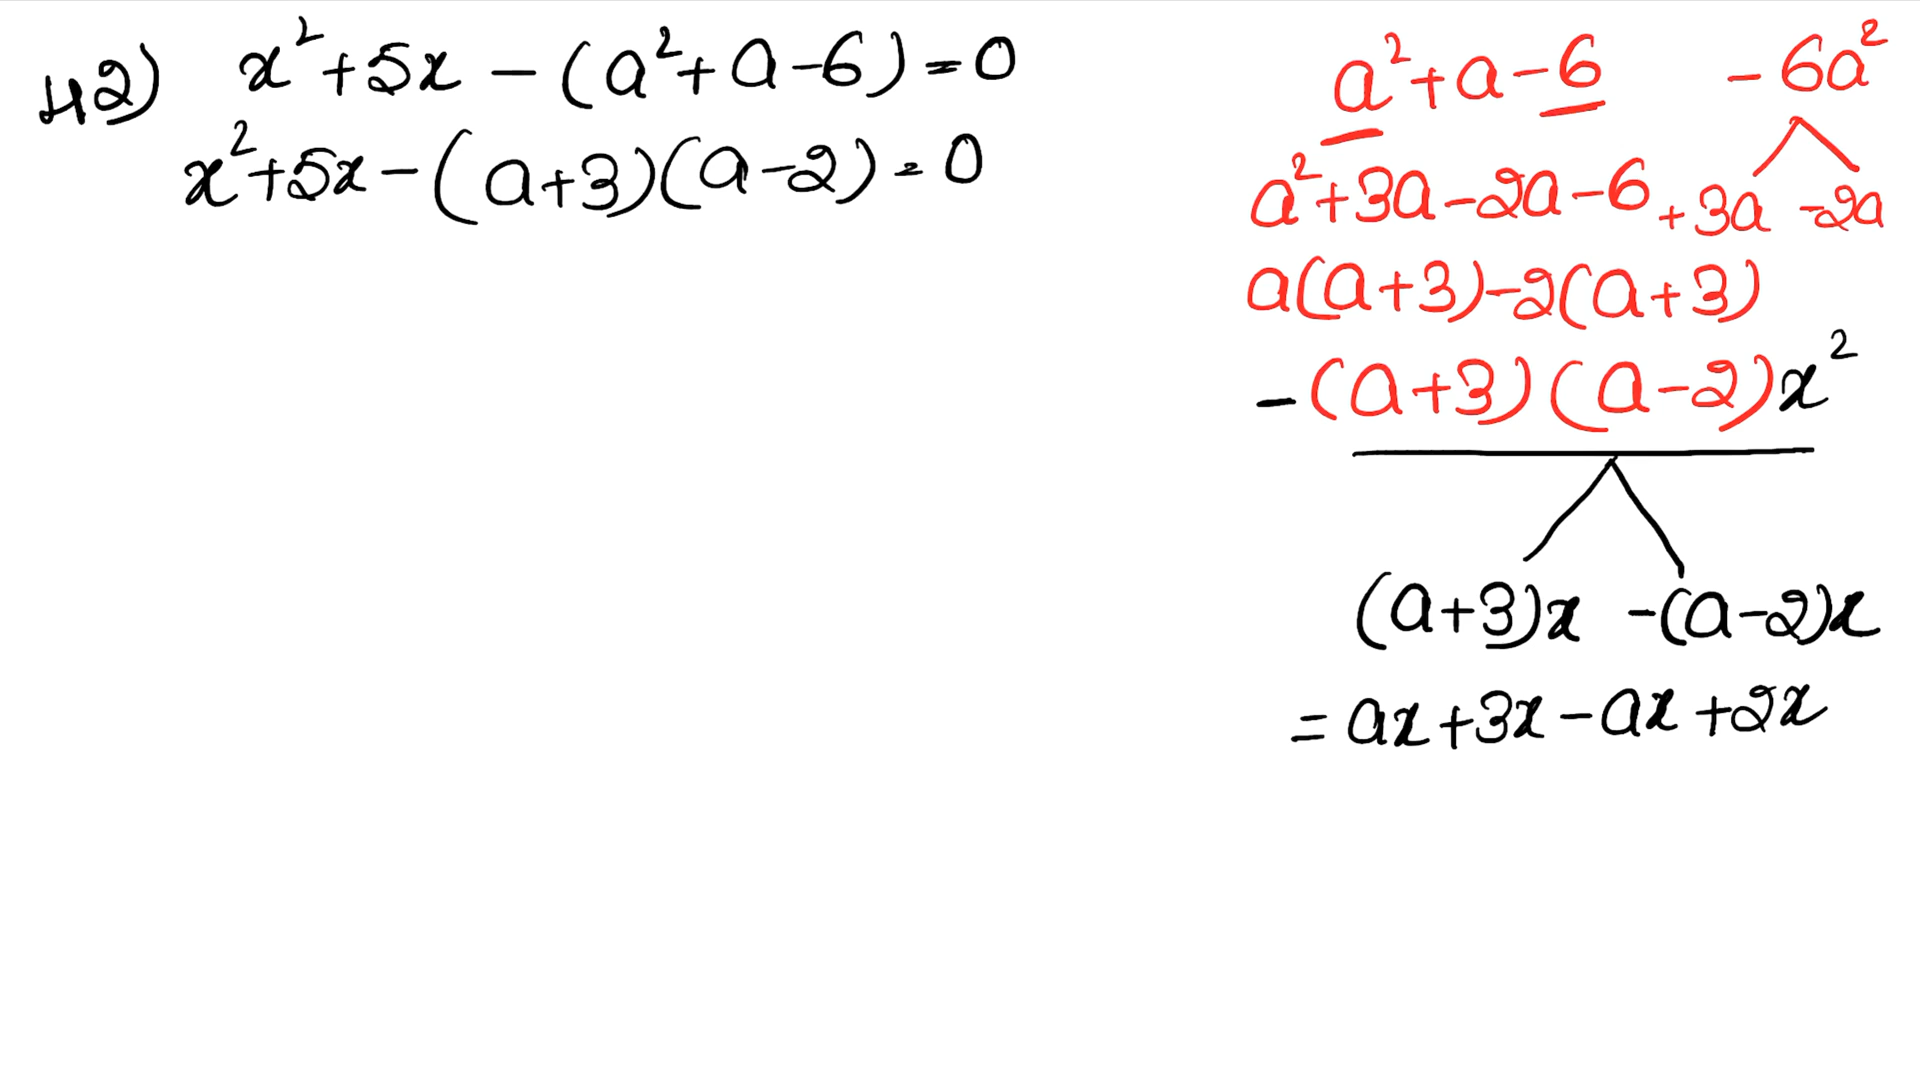 42) x²+5x-(a²+a-6)=0
x²+5x-(a+3)(a-2)=0
a²+a-6 -6a²
a²+3a-2a-6 +3a -2a
a(a+3)-2(a+3)
-(a+3)(a-2)x²
(a+3)x -(a-2)x
=ax+3x-ax+2x